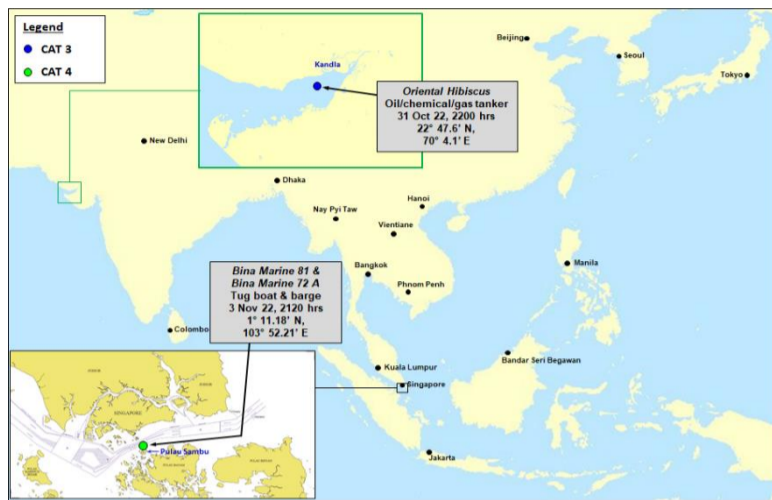 Legend
CAT 3
CAT 4
Kandla
Beijing
Seoul
Tokyo
Oriental Hibiscus
Oil/chemical/gas tanker
31 Oct 22, 2200 hrs
22° 47.6' N,
70° 4.1' E
New Delhi
Dhaka
Hanoi
Nay Pyi Taw
Vientiane
Bangkok
Manila
Phnom Penh
Bina Marine 81 &
Bina Marine 72 A
Tug boat & barge
3 Nov 22, 2120 hrs
1° 11.18' N,
103° 52.21' E
Colombo
Bandar Seri Begawan
Kuala Lumpur
Singapore
Jakarta
SINGAPORE
Pulau Sambu